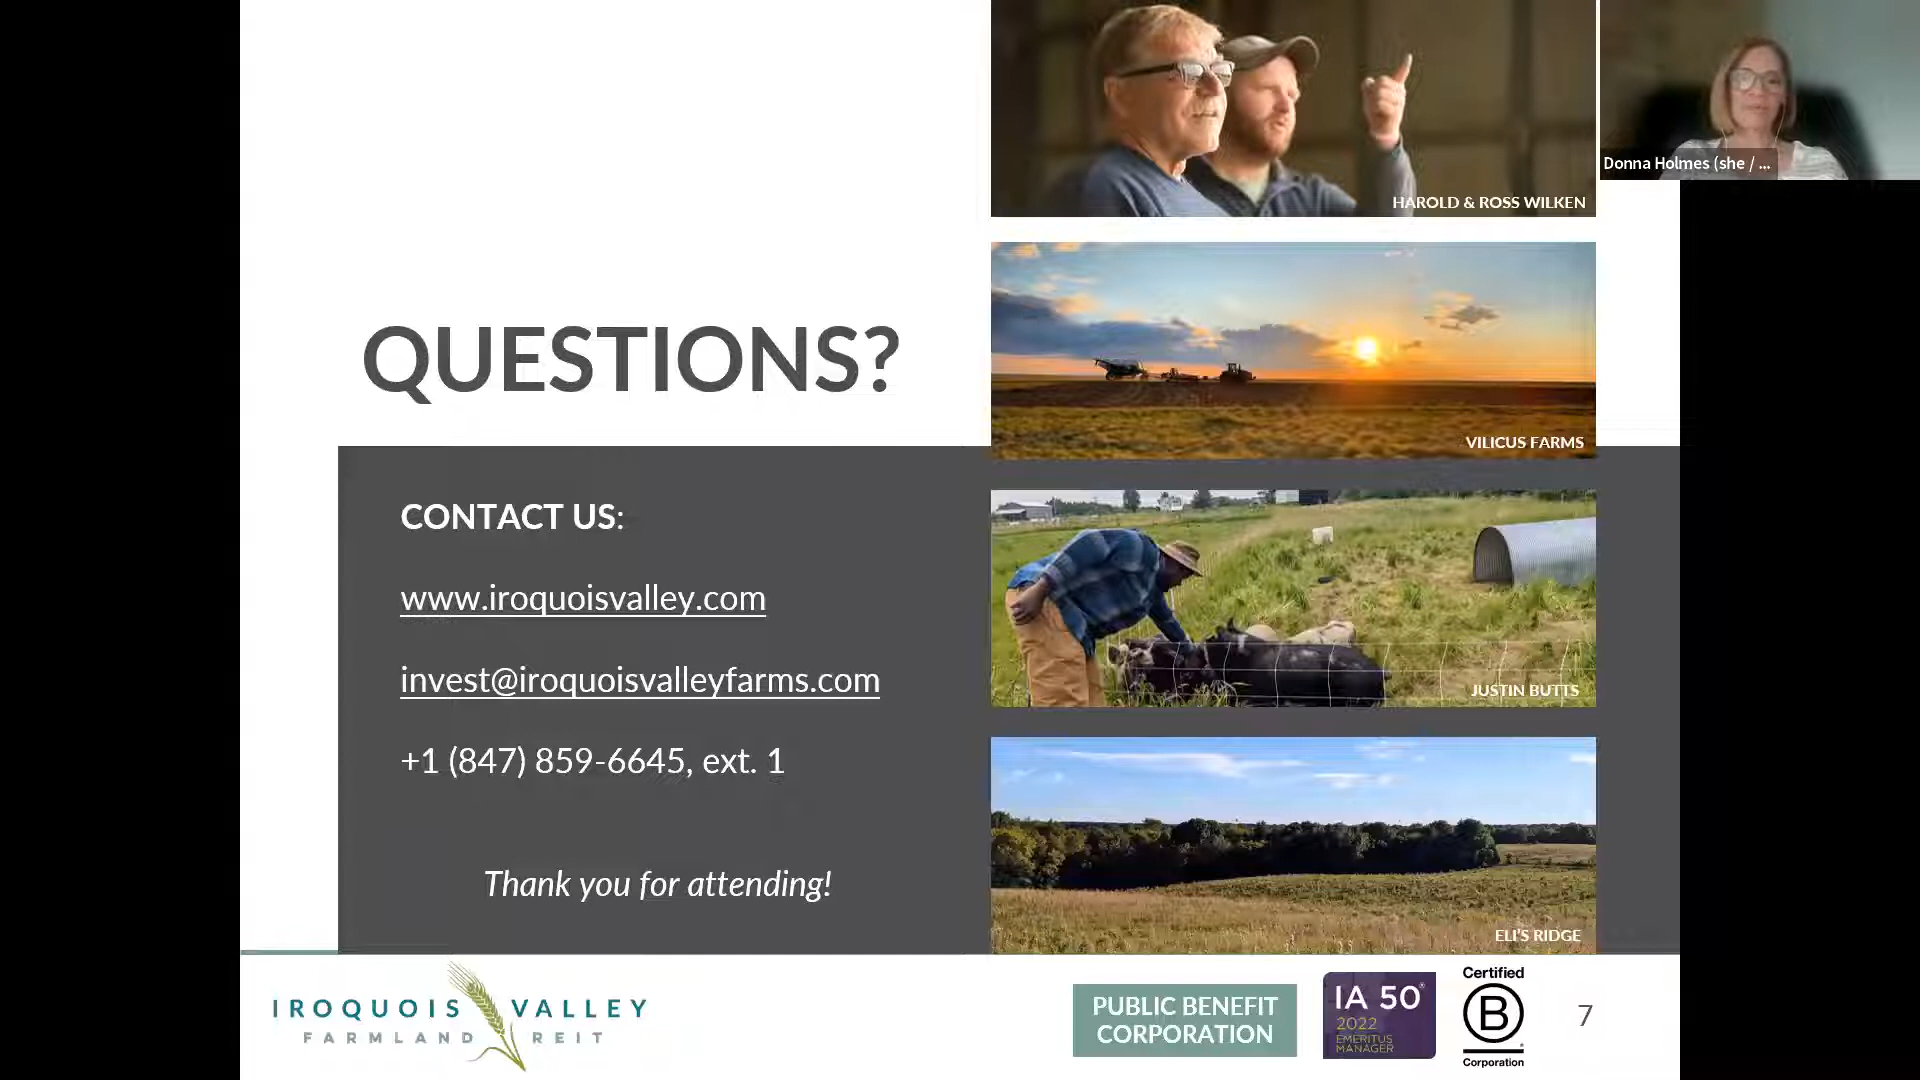 HAROLD & ROSS WILKEN
Donna Holmes (she / ...
QUESTIONS?
VILICUS FARMS
CONTACT US:
www.iroquoisvalley.com
invest@iroquoisvalleyfarms.com
+1 (847) 859-6645, ext. 1
Thank you for attending!
JUSTIN BUTTS
ELI'S RIDGE
IROQUOIS VALLEY
FARMLAND REIT
PUBLIC BENEFIT
CORPORATION
IA 50
2022
EMERITUS
MANAGER
Certified
B
Corporation
7